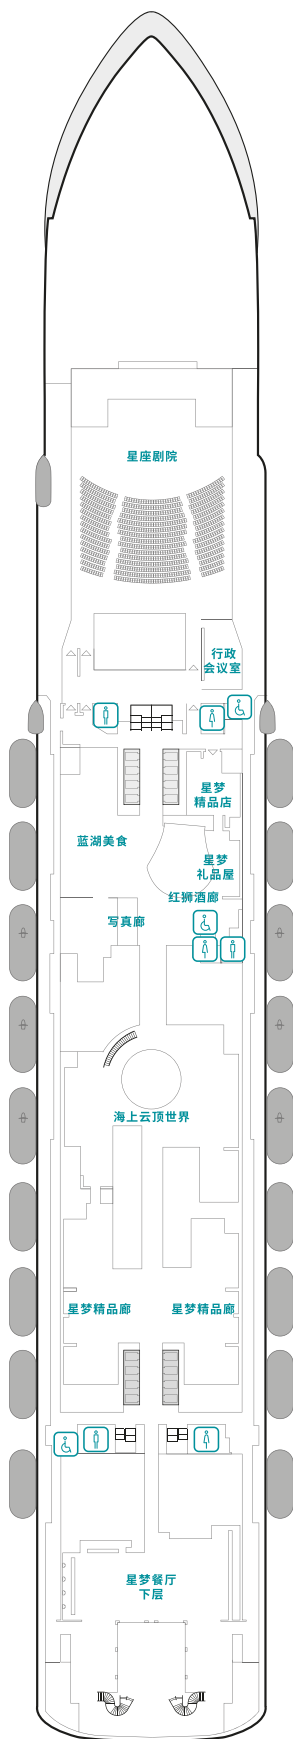 星座剧院
行政
会议室
星梦
精品店
蓝湖美食
星梦
礼品屋
红狮酒廊
写真廊
海上云顶世界
星梦精品廊
星梦精品廊
星梦餐厅
下层